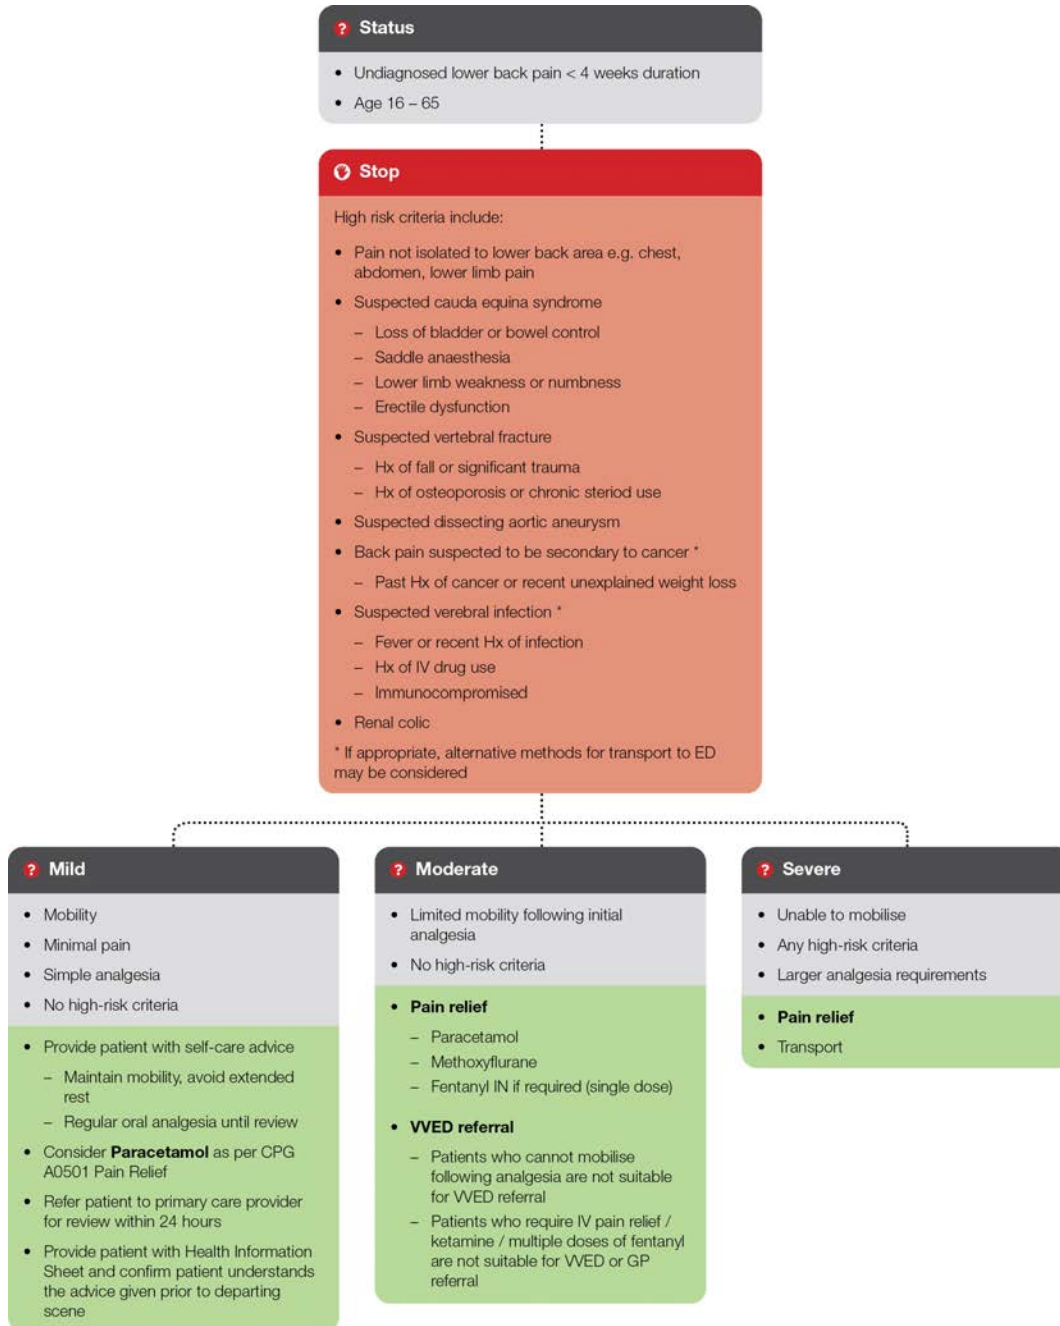 Status
• Undiagnosed lower back pain < 4 weeks duration
• Age 16 – 65
Stop
High risk criteria include:
• Pain not isolated to lower back area e.g. chest,
abdomen, lower limb pain
• Suspected cauda equina syndrome
– Loss of bladder or bowel control
– Saddle anaesthesia
– Lower limb weakness or numbness
– Erectile dysfunction
• Suspected vertebral fracture
– Hx of fall or significant trauma
– Hx of osteoporosis or chronic steriod use
• Suspected dissecting aortic aneurysm
• Back pain suspected to be secondary to cancer *
– Past Hx of cancer or recent unexplained weight loss
• Suspected verebral infection *
– Fever or recent Hx of infection
– Hx of IV drug use
– Immunocompromised
• Renal colic
* If appropriate, alternative methods for transport to ED
may be considered
Mild
• Mobility
• Minimal pain
• Simple analgesia
• No high-risk criteria
• Provide patient with self-care advice
– Maintain mobility, avoid extended
rest
– Regular oral analgesia until review
• Consider Paracetamol as per CPG
A0501 Pain Relief
• Refer patient to primary care provider
for review within 24 hours
• Provide patient with Health Information
Sheet and confirm patient understands
the advice given prior to departing
scene
Moderate
• Limited mobility following initial
analgesia
• No high-risk criteria
• Pain relief
– Paracetamol
– Methoxyflurane
– Fentanyl IN if required (single dose)
• VVED referral
– Patients who cannot mobilise
following analgesia are not suitable
for VVED referral
– Patients who require IV pain relief /
ketamine / multiple doses of fentanyl
are not suitable for VVED or GP
referral
Severe
• Unable to mobilise
• Any high-risk criteria
• Larger analgesia requirements
• Pain relief
• Transport